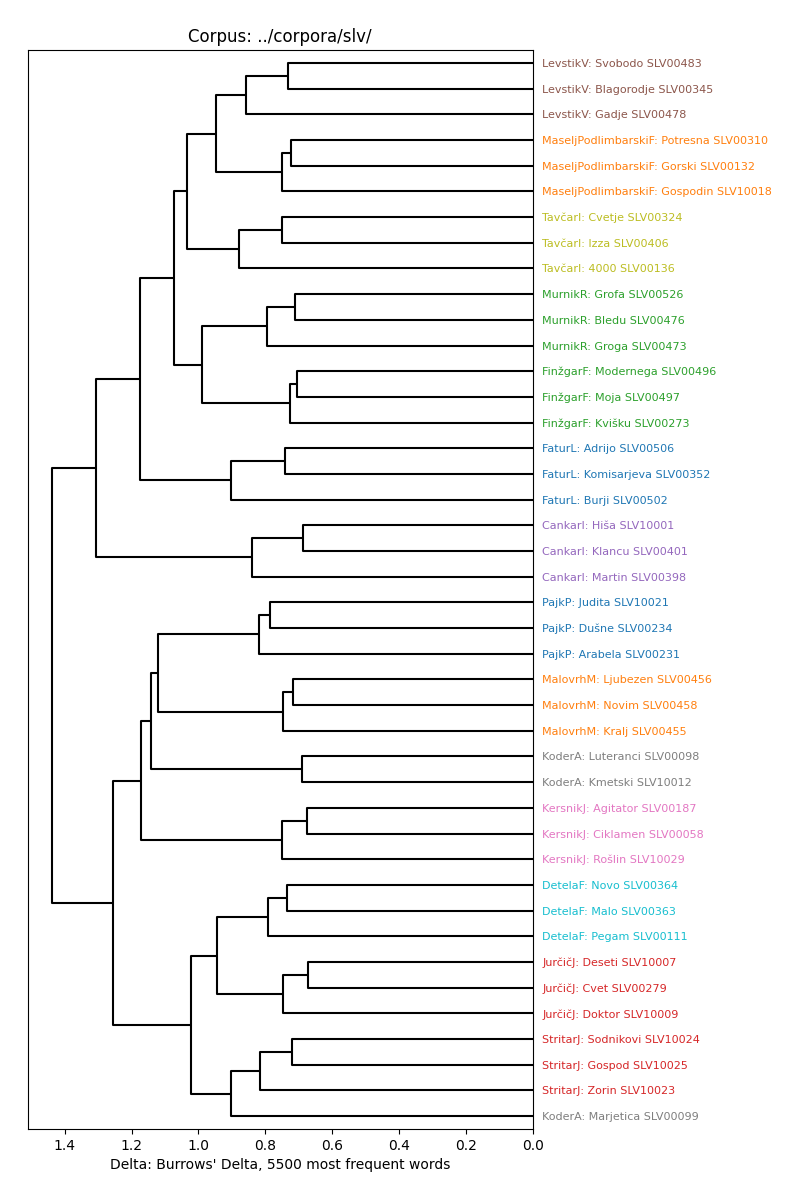 Corpus: ../corpora/slv/
LevstikV: Svobodo SLV00483
LevstikV: Blagorodje SLV00345
LevstikV: Gadje SLV00478
MaseljPodlimbarskiF: Potresna SLV00310
MaseljPodlimbarskiF: Gorski SLV00132
MaseljPodlimbarskiF: Gospodin SLV10018
TavčarI: Cvetje SLV00324
TavčarI: Izza SLV00406
TavčarI: 4000 SLV00136
MurnikR: Grofa SLV00526
MurnikR: Bledu SLV00476
MurnikR: Groga SLV00473
FinžgarF: Modernega SLV00496
FinžgarF: Moja SLV00497
FinžgarF: Kvišku SLV00273
FaturL: Adrijo SLV00506
FaturL: Komisarjeva SLV00352
FaturL: Burji SLV00502
CankarI: Hiša SLV10001
CankarI: Klancu SLV00401
CankarI: Martin SLV00398
PajkP: Judita SLV10021
PajkP: Dušne SLV00234
PajkP: Arabela SLV00231
MalovrhM: Ljubezen SLV00456
MalovrhM: Novim SLV00458
MalovrhM: Kralj SLV00455
KoderA: Luteranci SLV00098
KoderA: Kmetski SLV10012
KersnikJ: Agitator SLV00187
KersnikJ: Ciklamen SLV00058
KersnikJ: Rošlin SLV10029
DetelaF: Novo SLV00364
DetelaF: Malo SLV00363
DetelaF: Pegam SLV00111
JurčičJ: Deseti SLV10007
JurčičJ: Cvet SLV00279
JurčičJ: Doktor SLV10009
StritarJ: Sodnikovi SLV10024
StritarJ: Gospod SLV10025
StritarJ: Zorin SLV10023
KoderA: Marjetica SLV00099
1.4 1.2 1.0 0.8 0.6 0.4 0.2 0.0
Delta: Burrows' Delta, 5500 most frequent words